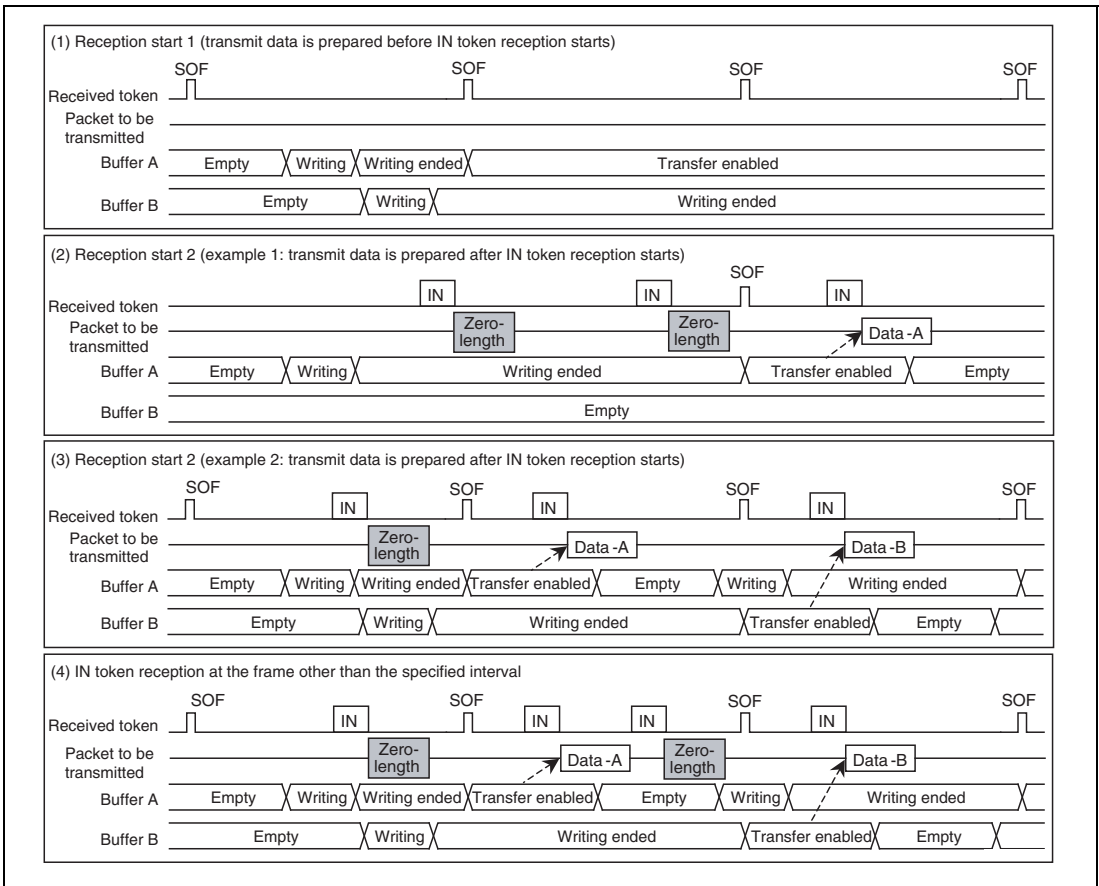 (1) Reception start 1 (transmit data is prepared before IN token reception starts)
SOF SOF SOF SOF
Received token
Packet to be
transmitted
Buffer A Empty Writing Writing ended Transfer enabled
Buffer B Empty Writing Writing ended
(2) Reception start 2 (example 1: transmit data is prepared after IN token reception starts)
SOF
IN IN IN
Received token
Packet to be
transmitted
Zero-
length
Zero-
length
Data -A
Buffer A Empty Writing Writing ended Transfer enabled Empty
Buffer B Empty
(3) Reception start 2 (example 2: transmit data is prepared after IN token reception starts)
SOF SOF SOF SOF
IN IN IN
Received token
Packet to be
transmitted
Zero-
length
Data -A Data -B
Buffer A Empty Writing Writing ended Transfer enabled Empty Writing Writing ended
Buffer B Empty Writing Writing ended Transfer enabled Empty
(4) IN token reception at the frame other than the specified interval
SOF SOF SOF SOF
Received token IN IN IN IN
Packet to be
transmitted
Zero-
length
Data -A
Zero-
length
Data -B
Buffer A Empty Writing Writing ended Transfer enabled Empty Writing Writing ended
Buffer B Empty Writing Writing ended Transfer enabled Empty